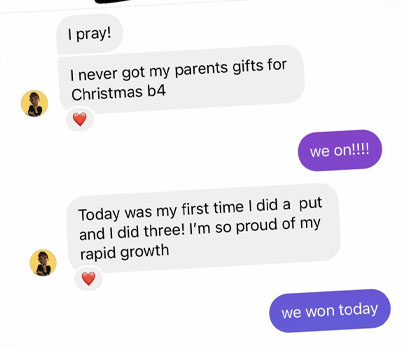 I pray!
I never got my parents gifts for
Christmas b4
we on!!!!
Today was my first time I did a put
and I did three! I'm so proud of my
rapid growth
we won today